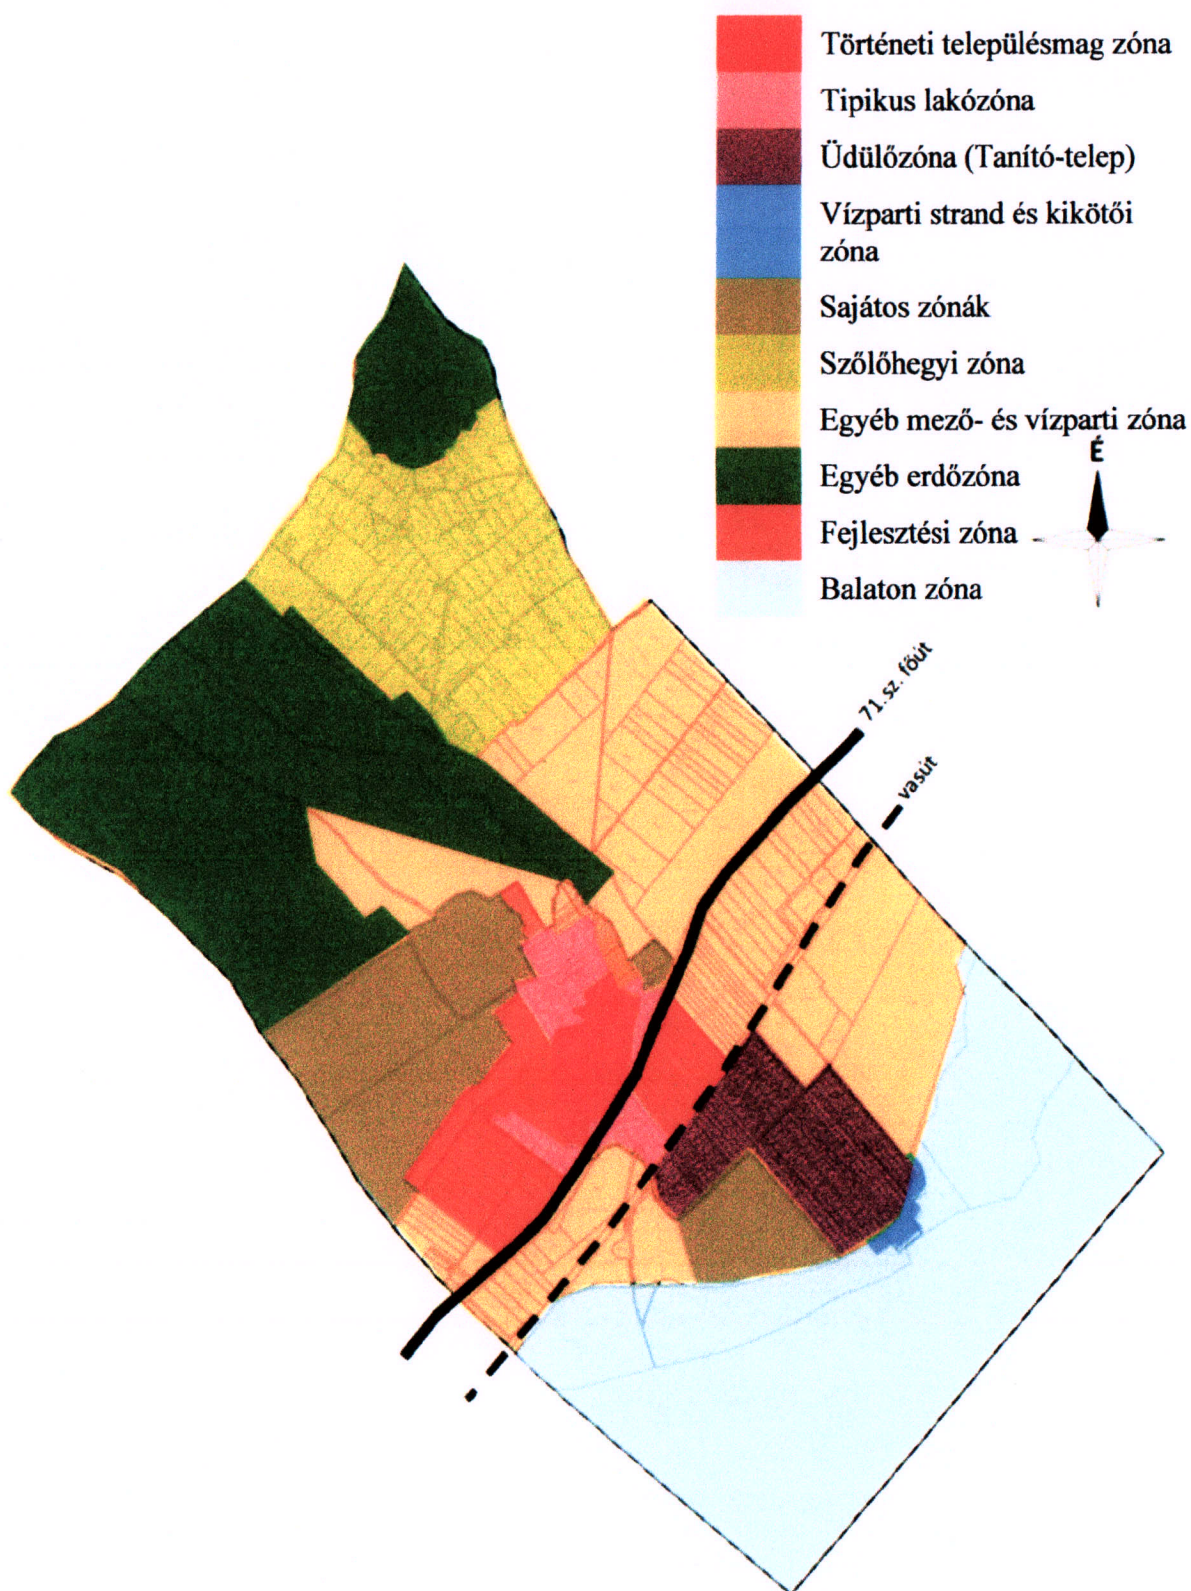 Történeti településmag zóna
Tipikus lakózóna
Üdülőzóna (Tanító-telep)
Vízparti strand és kikötői
zóna
Sajátos zónák
Szőlőhegyi zóna
Egyéb mező- és vízparti zóna
É
Egyéb erdőzóna
Fejlesztési zóna
Balaton zóna
71.sz. főút
vasút